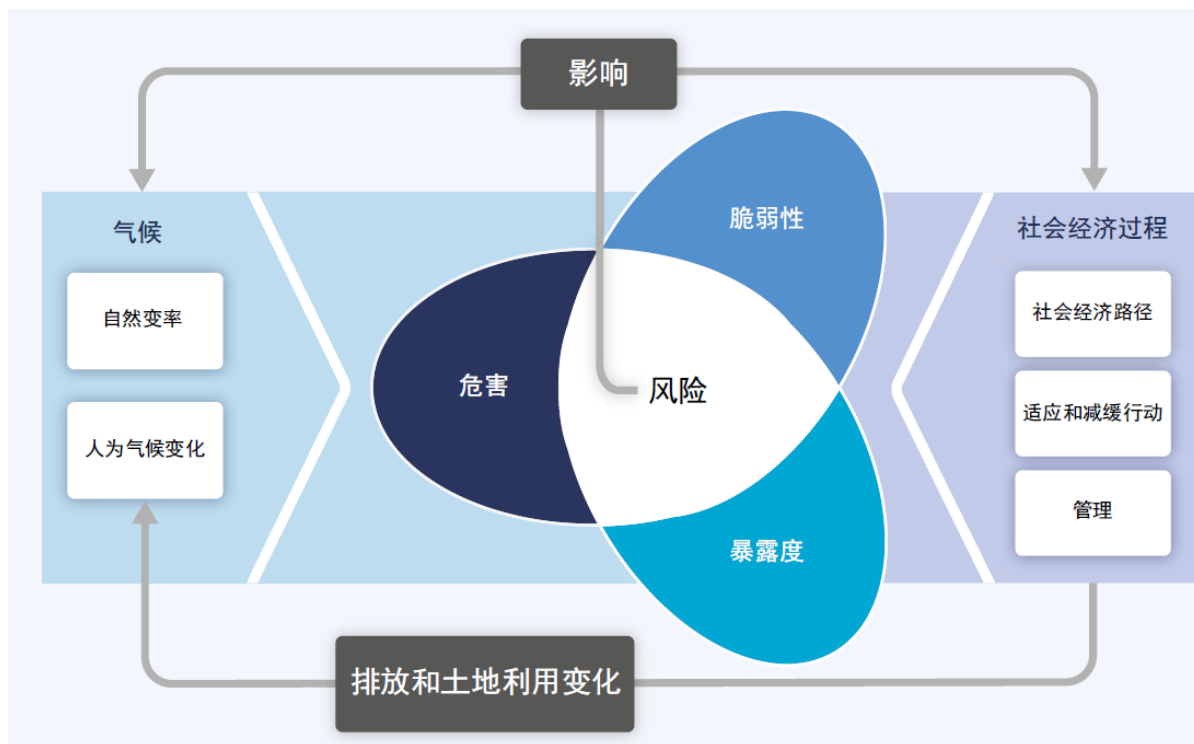 影响
气候
自然变率
人为气候变化
脆弱性
危害
风险
暴露度
社会经济过程
社会经济路径
适应和减缓行动
管理
排放和土地利用变化